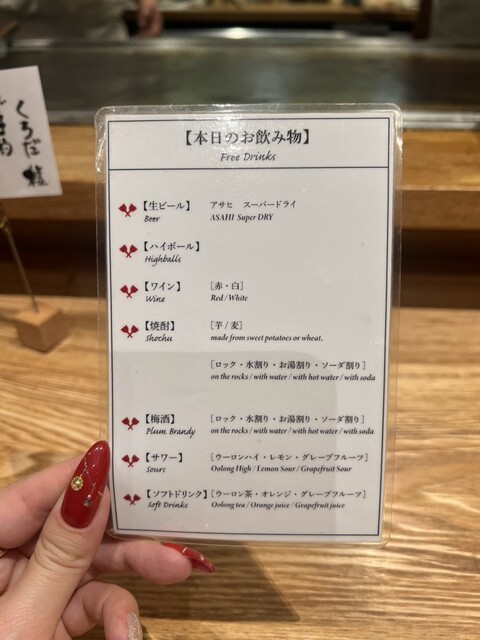 くろだ 様
【本日のお飲み物】
Free Drinks
【生ビール】 アサヒ スーパードライ
Beer ASAHI Super DRY
【ハイボール】
Highballs
【ワイン】 [赤・白]
Wine Red / White
【焼酎】 [芋 / 麦]
Shochu made from sweet potatoes or wheat.
[ロック・水割り・お湯割り・ソーダ割り]
on the rocks / with water / with hot water / with soda
【梅酒】 [ロック・水割り・お湯割り・ソーダ割り]
Plum Brandy on the rocks / with water / with hot water / with soda
【サワー】 [ウーロンハイ・レモン・グレープフルーツ]
Sours Oolong High / Lemon Sour / Grapefruit Sour
【ソフトドリンク】 [ウーロン茶・オレンジ・グレープフルーツ]
Soft Drinks Oolong tea / Orange juice / Grapefruit juice